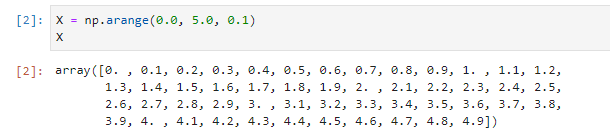 [2]: X = np.arange(0.0, 5.0, 0.1)
X
[2]: array([0. , 0.1, 0.2, 0.3, 0.4, 0.5, 0.6, 0.7, 0.8, 0.9, 1. , 1.1, 1.2,
1.3, 1.4, 1.5, 1.6, 1.7, 1.8, 1.9, 2. , 2.1, 2.2, 2.3, 2.4, 2.5,
2.6, 2.7, 2.8, 2.9, 3. , 3.1, 3.2, 3.3, 3.4, 3.5, 3.6, 3.7, 3.8,
3.9, 4. , 4.1, 4.2, 4.3, 4.4, 4.5, 4.6, 4.7, 4.8, 4.9])